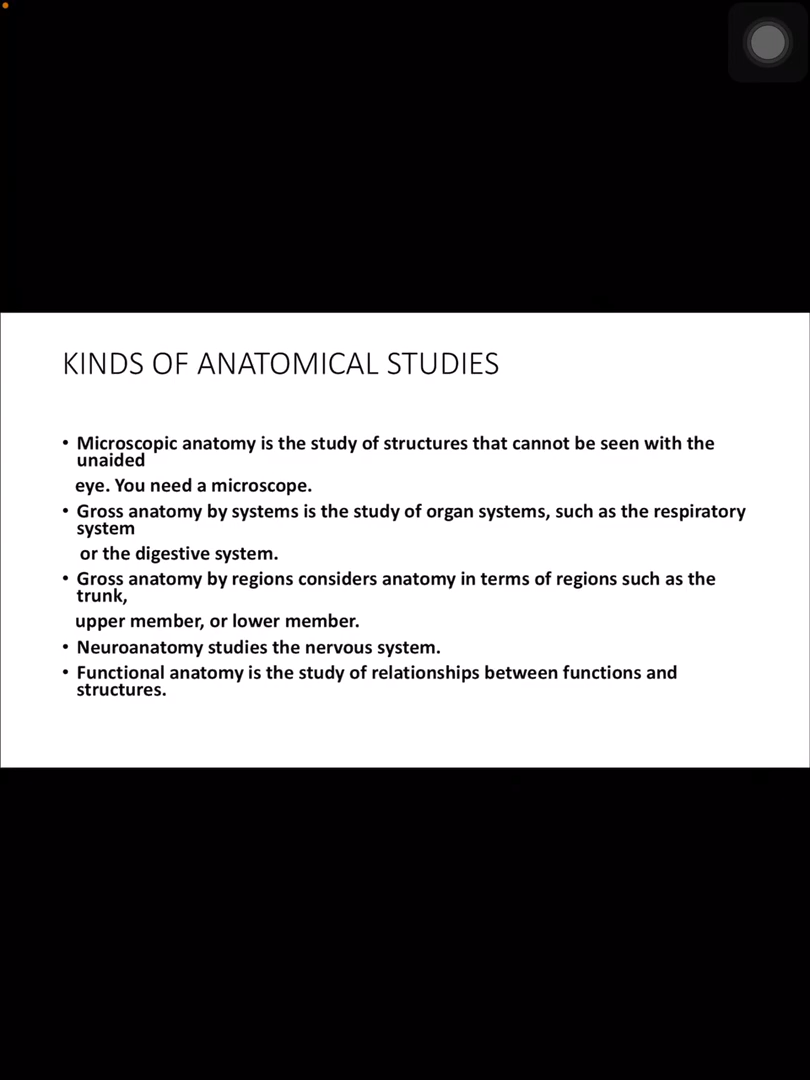 KINDS OF ANATOMICAL STUDIES
• Microscopic anatomy is the study of structures that cannot be seen with the
unaided
eye. You need a microscope.
• Gross anatomy by systems is the study of organ systems, such as the respiratory
system
or the digestive system.
• Gross anatomy by regions considers anatomy in terms of regions such as the
trunk,
upper member, or lower member.
• Neuroanatomy studies the nervous system.
• Functional anatomy is the study of relationships between functions and
structures.